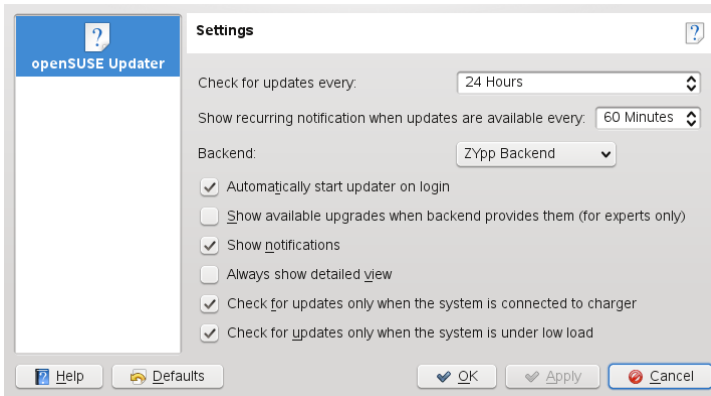 openSUSE Updater
Settings
Check for updates every: 24 Hours
Show recurring notification when updates are available every: 60 Minutes
Backend: ZYpp Backend
Automatically start updater on login
Show available upgrades when backend provides them (for experts only)
Show notifications
Always show detailed view
Check for updates only when the system is connected to charger
Check for updates only when the system is under low load
Help Defaults OK Apply Cancel